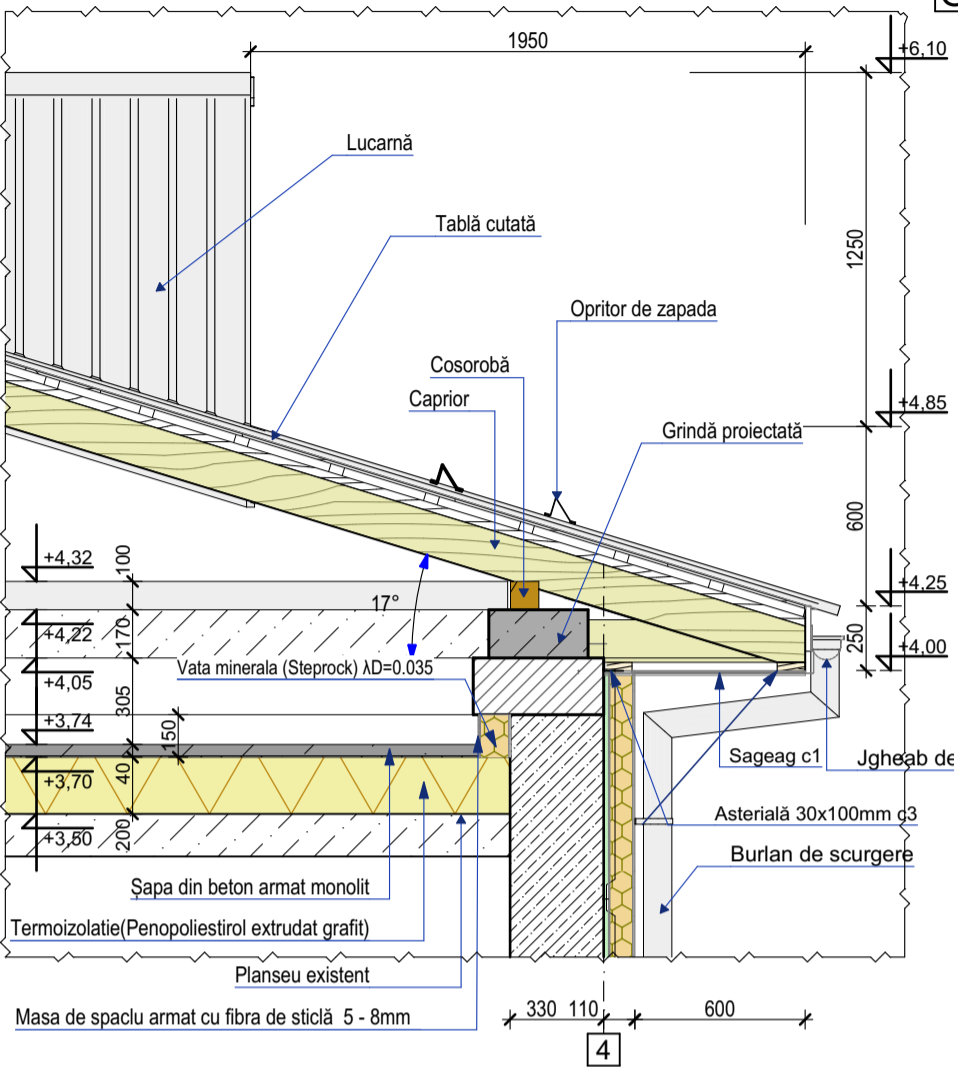 1950
+6,10
Lucarnă
Tablă cutată
1250
Opritor de zapada
Cosorobă
Caprior
+4,85
Grindă proiectată
600
+4,32
100
17°
+4,25
+4,22
170
250
+4,00
Vata minerala (Steprock) λD=0.035
+4,05
305
+3,74
150
Sageag c1
Jgheab de
+3,70
40
Asterială 30x100mm c3
+3,50
200
Burlan de scurgere
Șapa din beton armat monolit
Termoizolatie(Penopoliestirol extrudat grafit)
Planseu existent
Masa de spaclu armat cu fibra de sticlă 5 - 8mm
330 110 600
4